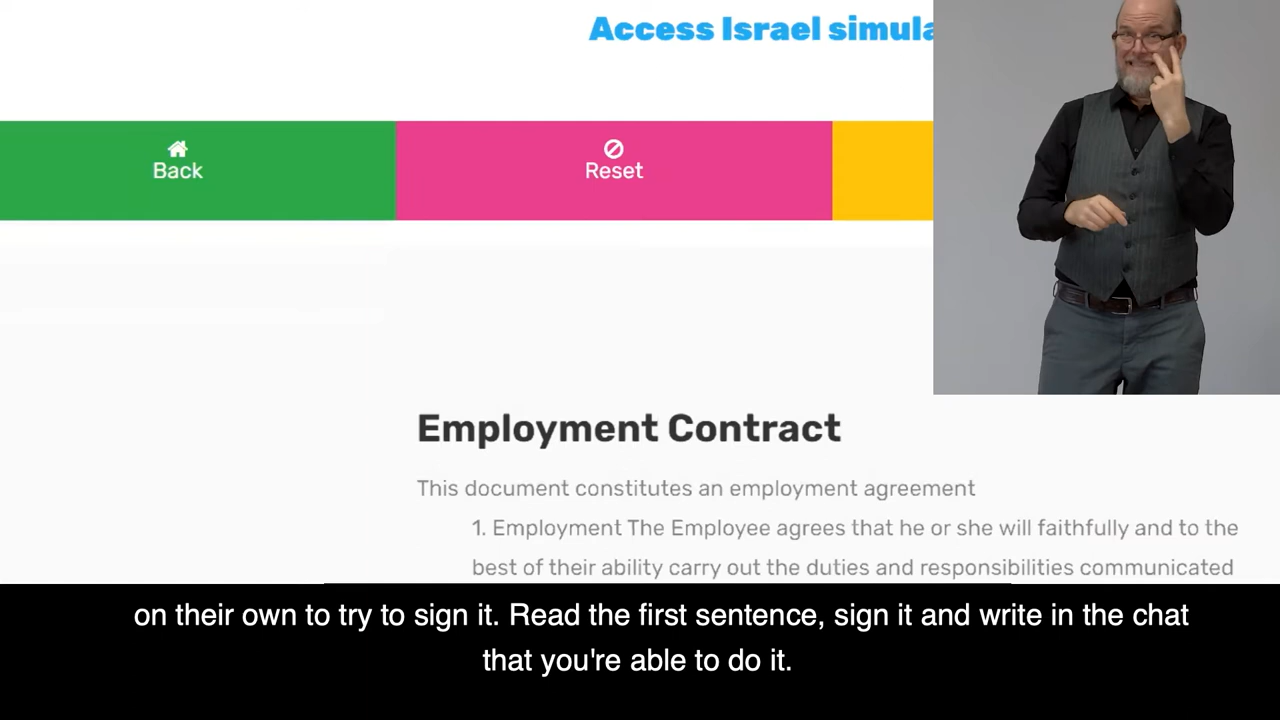 Access Israel
Back
Reset
Employment Contract
This document constitutes an employment agreement
1. Employment The Employee agrees that he or she will faithfully and to the
best of their ability carry out the duties and responsibilities communicated
on their own to try to sign it. Read the first sentence, sign it and write in the chat
that you're able to do it.